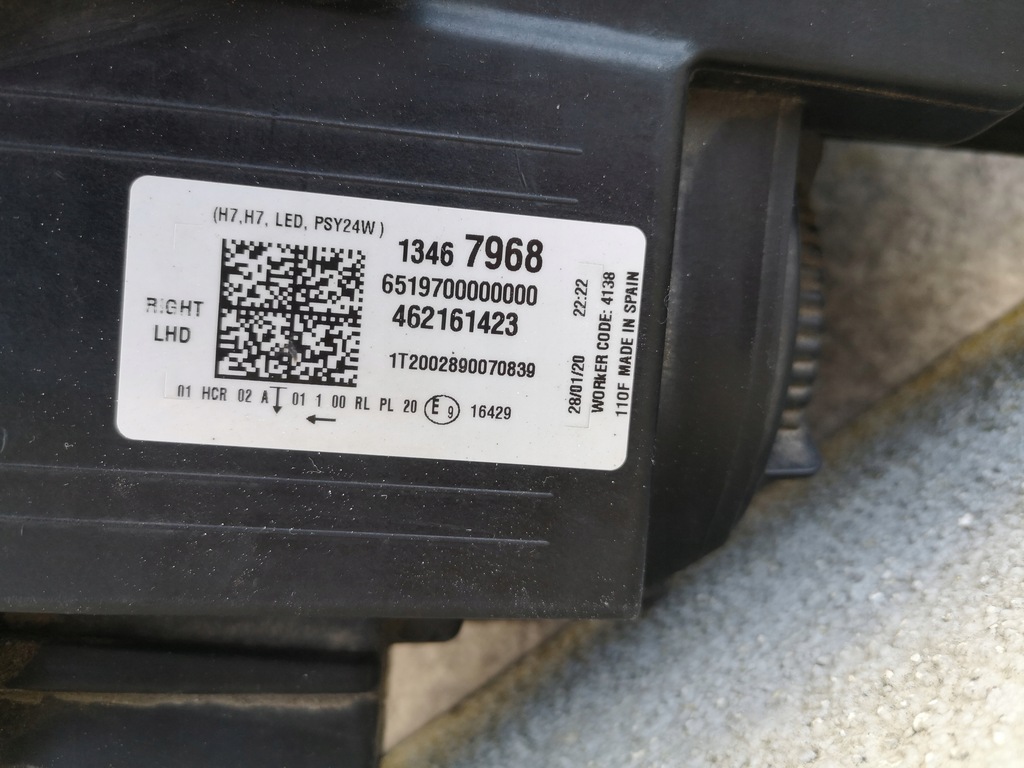 (H7,H7, LED, PSY24W)
1346 7968
6519700000000
462161423
RIGHT
LHD
1T2002890070839
01 HCR 02 A 01 1 00 RL PL 20 E9 16429
28/01/20 22:22
WORKER CODE: 4138
110F MADE IN SPAIN